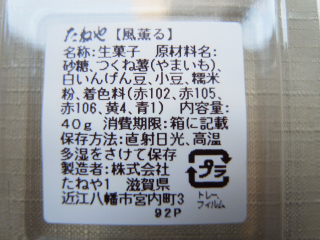 たねや【風薫る】
名称:生菓子 原材料名:
砂糖、つくね薯(やまいも)、
白いんげん豆、小豆、糯米
粉、着色料(赤102、赤105、
赤106、黄4、青1) 内容量:
40g 消費期限:箱に記載
保存方法:直射日光、高温
多湿をさけて保存
製造者:株式会社
たねや1 滋賀県
近江八幡市宮内町3
92P
プラ
トレー、
フィルム